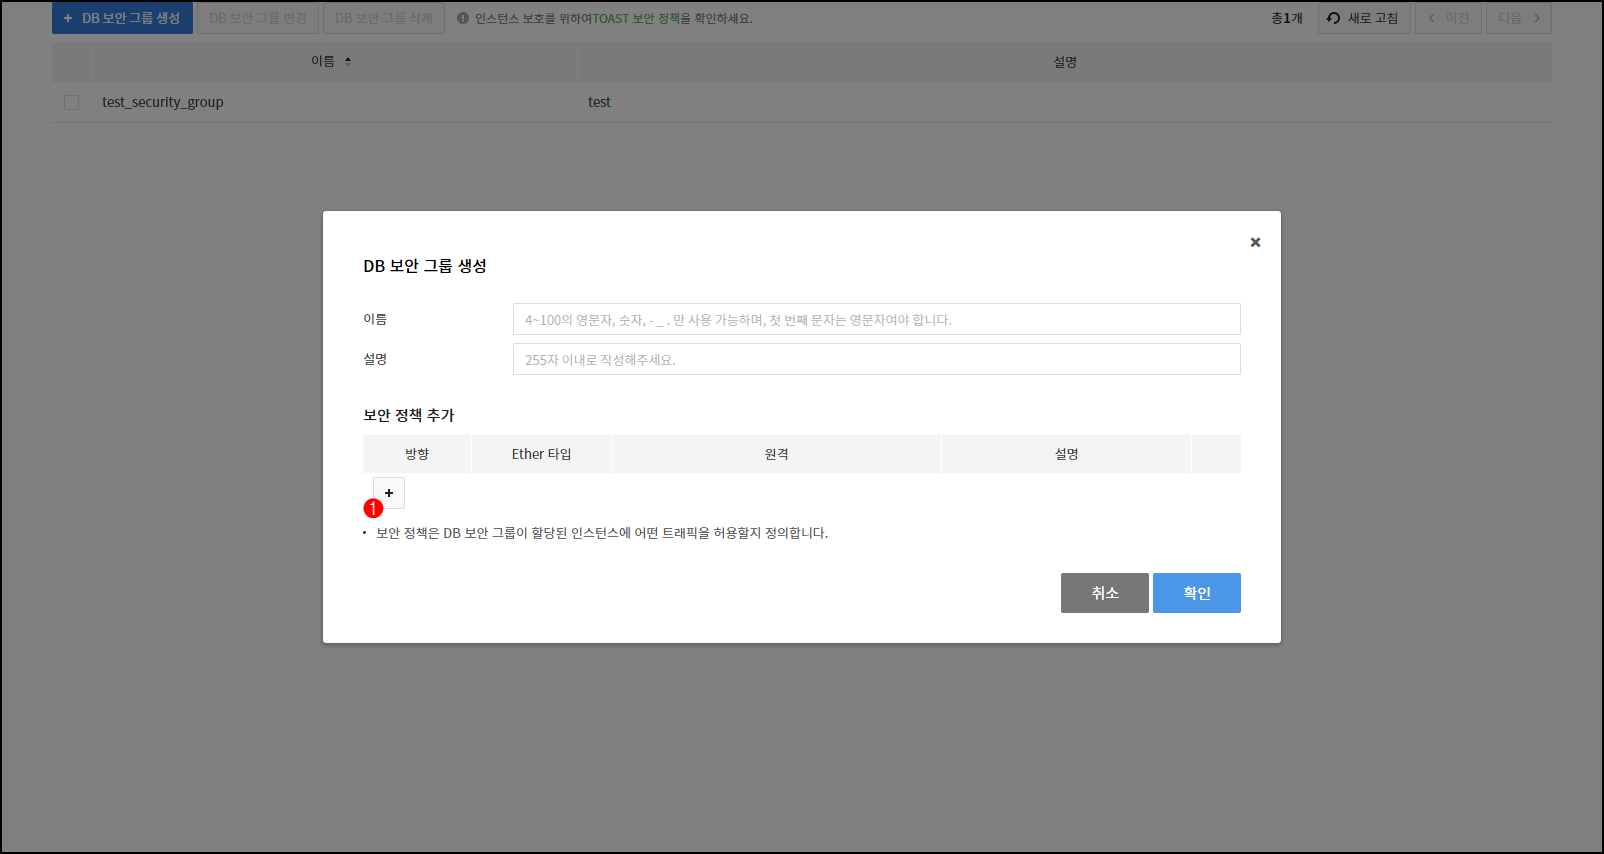 + DB 보안 그룹 생성 DB 보안 그룹 변경 DB 보안 그룹 삭제 인스턴스 보호를 위하여TOAST 보안 정책을 확인하세요. 총1개 새로 고침 이전 다음
이름 설명
test_security_group test
DB 보안 그룹 생성
이름 4~100의 영문자, 숫자, - _ . 만 사용 가능하며, 첫 번째 문자는 영문자여야 합니다.
설명 255자 이내로 작성해주세요.
보안 정책 추가
방향 Ether 타입 원격 설명
+
1
• 보안 정책은 DB 보안 그룹이 할당된 인스턴스에 어떤 트래픽을 허용할지 정의합니다.
취소 확인